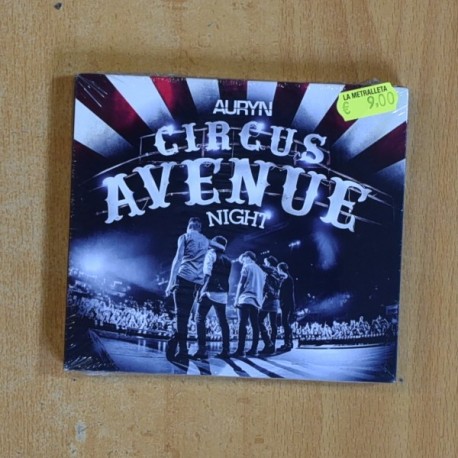 AURYN
CIRCUS
AVENUE
NIGHT
LA METRALLETA
€ 9,00